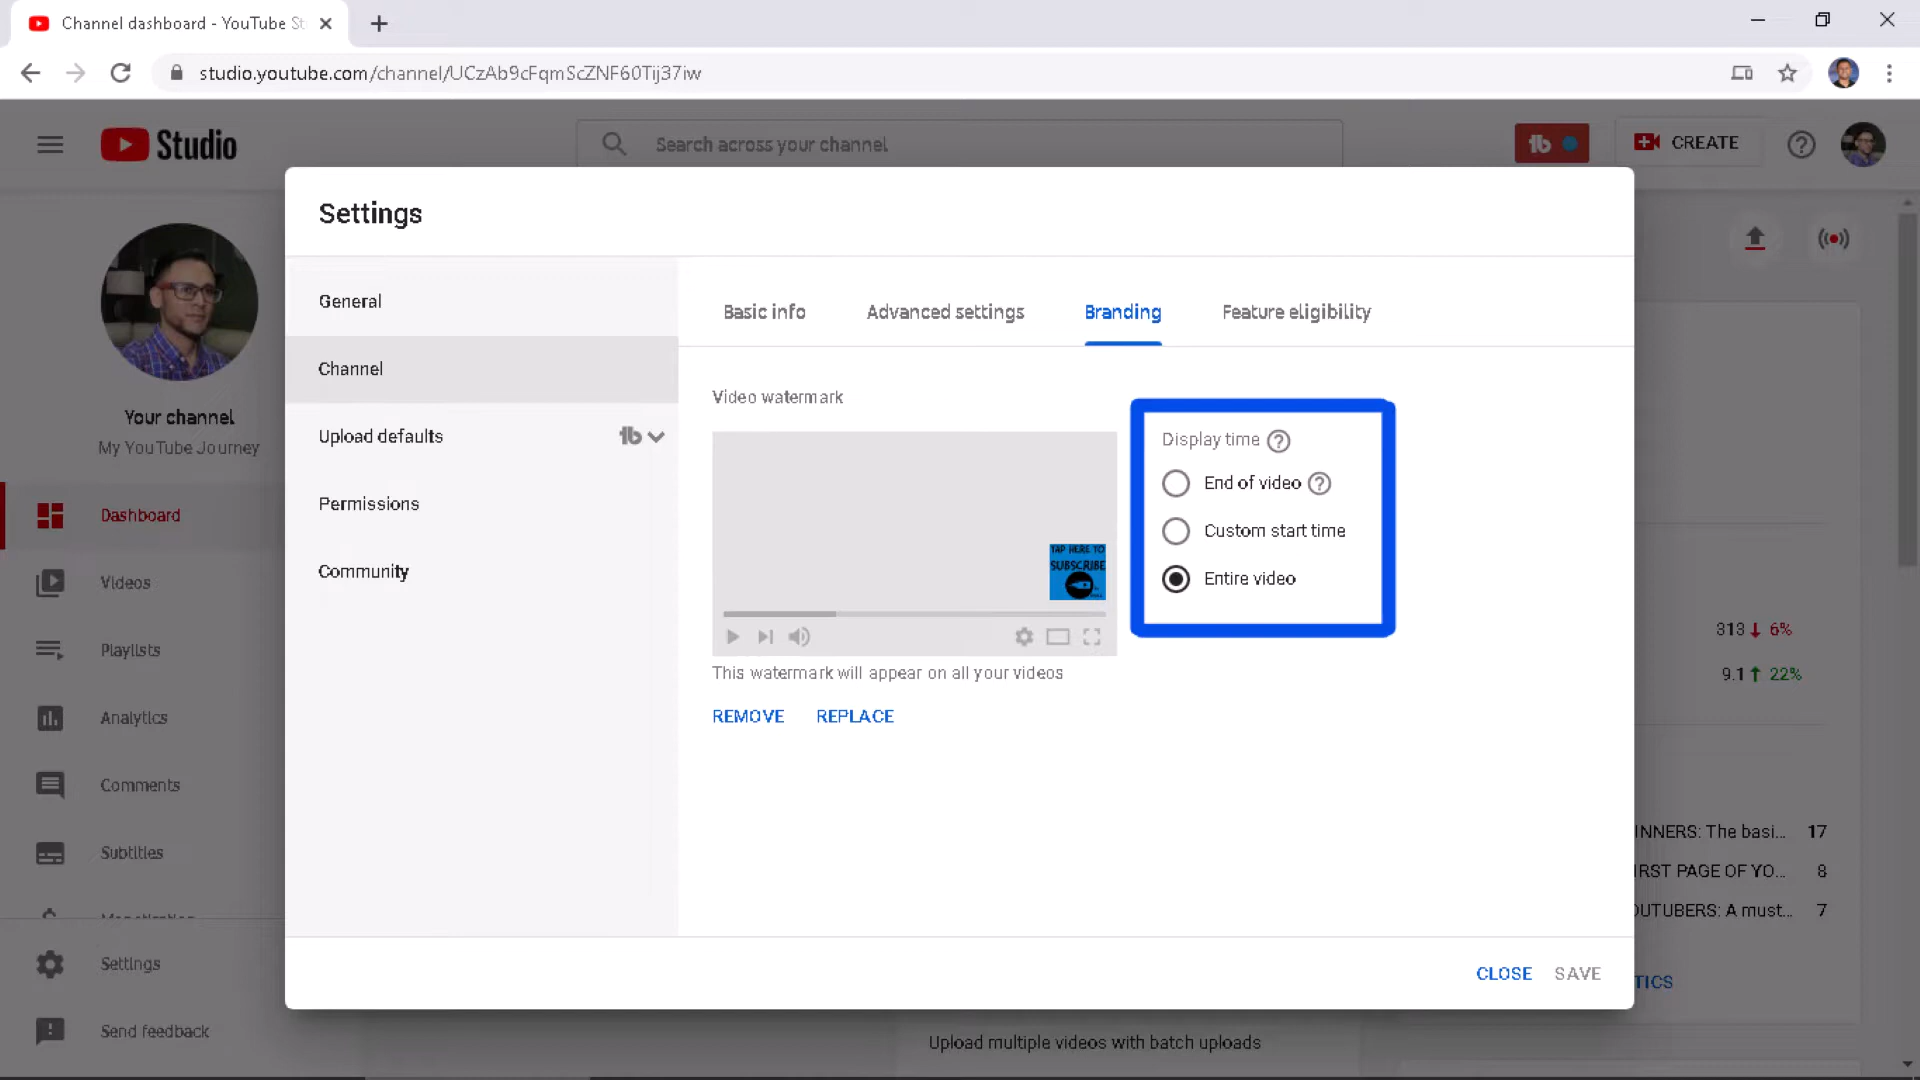 Channel dashboard - YouTube St
studio.youtube.com/channel/UCzAb9cFqmScZNF60Tij37iw
Studio
Search across your channel
CREATE
Settings
General
Channel
Upload defaults
Permissions
Community
Basic info
Advanced settings
Branding
Feature eligibility
Video watermark
TAP HERE TO
SUBSCRIBE
This watermark will appear on all your videos
REMOVE
REPLACE
Display time
End of video
Custom start time
Entire video
CLOSE
SAVE
Your channel
My YouTube Journey
Dashboard
Videos
Playlists
Analytics
Comments
Subtitles
Monetization
Settings
Send feedback
313 6%
9.1 22%
INNERS: The basi... 17
IRST PAGE OF YO... 8
OUTUBERS: A must... 7
TICS
Upload multiple videos with batch uploads